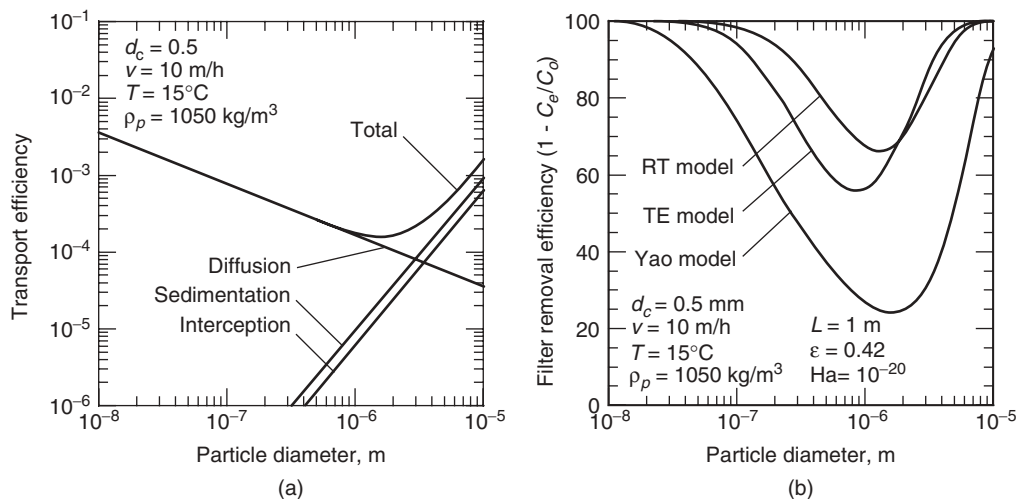 Transport efficiency
10⁻¹
10⁻²
10⁻³
10⁻⁴
10⁻⁵
10⁻⁶
d_c = 0.5
v = 10 m/h
T = 15°C
ρ_p = 1050 kg/m³
Total
Diffusion
Sedimentation
Interception
10⁻⁸
10⁻⁷
10⁻⁶
10⁻⁵
Particle diameter, m
(a)
Filter removal efficiency (1 - C_e/C_o)
100
80
60
40
20
0
RT model
TE model
Yao model
d_c = 0.5 mm
v = 10 m/h
T = 15°C
ρ_p = 1050 kg/m³
L = 1 m
ε = 0.42
Ha= 10⁻²⁰
10⁻⁸
10⁻⁷
10⁻⁶
10⁻⁵
Particle diameter, m
(b)